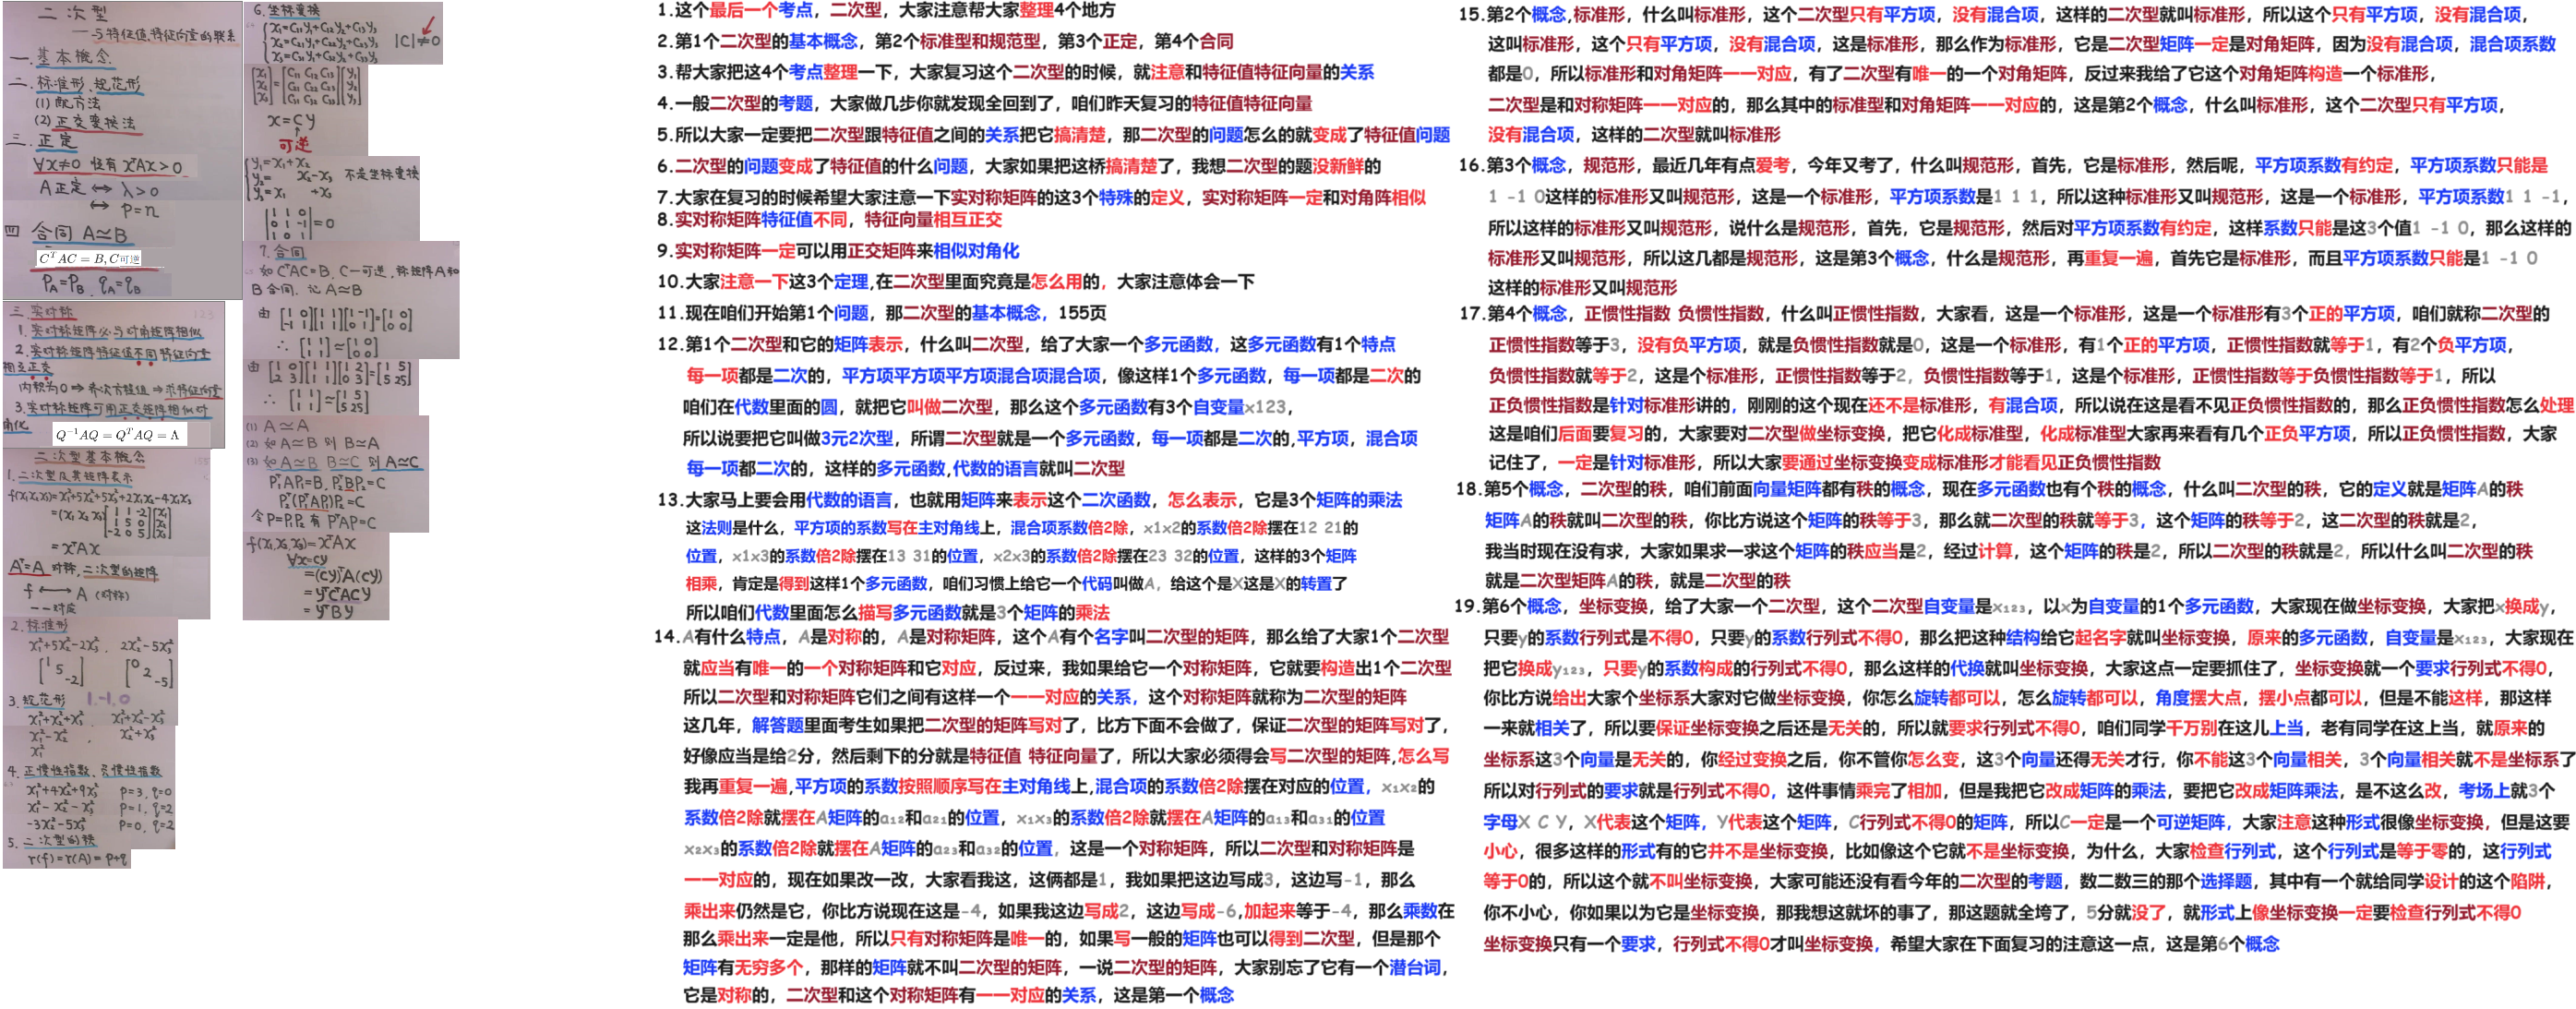 二次型
——与特征值,特征向量的联系
一.基本概念.
二.标准形.规范形
(1) 配方法
(2) 正交变换法
三.正定
∀x≠0 恒有 xᵀAx>0
A正定 ⟷ λ>0
⟷ p=n
四 合同 A≃B
CᵀAC = B, C可逆
P_A=P_B, q_A=q_B
三.实对称
1.实对称矩阵必与对角矩阵相似
2.实对称矩阵特征值不同特征向量
相互正交
内积为0 ⇒ 齐次方程组 ⇒ 求特征向量
3.实对称矩阵可用正交矩阵相似对
角化
Q⁻¹AQ = QᵀAQ = Λ
二次型基本概念
1.二次型及其矩阵表示
f(x₁x₂x₃)=x₁²+5x₂²+5x₃²+2x₁x₂-4x₁x₃
=(x₁ x₂ x₃)[1 1 -2; 1 5 0; -2 0 5][x₁; x₂; x₃]
= xᵀAx
Aᵀ=A 对称,二次型的矩阵
f ⟷ A (对称)
一一对应
2.标准形
x₁²+5x₂²-2x₃², 2x₂²-5x₃²
[1 5 -2] [0 2 -5]
3.规范形 1,-1,0
x₁²+x₂²+x₃², x₁²+x₂²-x₃²
x₁²-x₂², x₂²+x₃²
x₁²
4.正惯性指数、负惯性指数
x₁²+4x₂²+9x₃² p=3, q=0
x₁²-x₂²-x₃² p=1, q=2
-3x₂²-5x₃² p=0, q=2
5.二次型的秩
r(f)=r(A)=p+q
6.坐标变换
x₁=C₁₁y₁+C₁₂y₂+C₁₃y₃
x₂=C₂₁y₁+C₂₂y₂+C₂₃y₃ |C|≠0
x₃=C₃₁y₁+C₃₂y₂+C₃₃y₃
x=Cy
可逆
y₁=x₁+x₂
y₂= x₂-x₃ 不是坐标变换
y₃=x₁ +x₃
|1 1 0; 0 1 -1; 1 0 1|=0
7.合同
如 CᵀAC=B, C—可逆,称矩阵A和
B合同,记 A≃B
由 [1 0; -1 1][1 1; 1 1][1 -1; 0 1]=[1 0; 0 0]
∴ [1 1; 1 1]≃[1 0; 0 0]
由 [1 0; 2 3][1 1; 1 1][1 2; 0 3]=[1 5; 5 25]
∴ [1 1; 1 1]≃[1 5; 5 25]
(1) A≃A
(2) 如 A≃B 则 B≃A
(3) 如 A≃B B≃C 则 A≃C
P₁ᵀAP₁=B, P₂ᵀBP₂=C
P₂ᵀ(P₁ᵀAP₁)P₂=C
令 P=P₁P₂ 有 PᵀAP=C
f(x₁,x₂,x₃)=xᵀAx
∀x=Cy
=(Cy)ᵀA(Cy)
=yᵀCᵀACy
=yᵀBy
1.这个最后一个考点，二次型，大家注意帮大家整理4个地方
2.第1个二次型的基本概念，第2个标准型和规范型，第3个正定，第4个合同
3.帮大家把这4个考点整理一下，大家复习这个二次型的时候，就注意和特征值特征向量的关系
4.一般二次型的考题，大家做几步你就发现全回到了，咱们昨天复习的特征值特征向量
5.所以大家一定要把二次型跟特征值之间的关系把它搞清楚，那二次型的问题怎么的就变成了特征值问题
6.二次型的问题变成了特征值的什么问题，大家如果把这桥搞清楚了，我想二次型的题没新鲜的
7.大家在复习的时候希望大家注意一下实对称矩阵的这3个特殊的定义，实对称矩阵一定和对角阵相似
8.实对称矩阵特征值不同，特征向量相互正交
9.实对称矩阵一定可以用正交矩阵来相似对角化
10.大家注意一下这3个定理,在二次型里面究竟是怎么用的，大家注意体会一下
11.现在咱们开始第1个问题，那二次型的基本概念，155页
12.第1个二次型和它的矩阵表示，什么叫二次型，给了大家一个多元函数，这多元函数有1个特点
每一项都是二次的，平方项平方项平方项混合项混合项，像这样1个多元函数，每一项都是二次的
咱们在代数里面的圆，就把它叫做二次型，那么这个多元函数有3个自变量x123，
所以说要把它叫做3元2次型，所谓二次型就是一个多元函数，每一项都是二次的,平方项，混合项
每一项都二次的，这样的多元函数,代数的语言就叫二次型
13.大家马上要会用代数的语言，也就用矩阵来表示这个二次函数，怎么表示，它是3个矩阵的乘法
这法则是什么，平方项的系数写在主对角线上，混合项系数倍2除，x1x2的系数倍2除摆在12 21的
位置，x1x3的系数倍2除摆在13 31的位置，x2x3的系数倍2除摆在23 32的位置，这样的3个矩阵
相乘，肯定是得到这样1个多元函数，咱们习惯上给它一个代码叫做A，给这个是X这是X的转置了
所以咱们代数里面怎么描写多元函数就是3个矩阵的乘法
14.A有什么特点，A是对称的，A是对称矩阵，这个A有个名字叫二次型的矩阵，那么给了大家1个二次型
就应当有唯一的一个对称矩阵和它对应，反过来，我如果给它一个对称矩阵，它就要构造出1个二次型
所以二次型和对称矩阵它们之间有这样一个一一对应的关系，这个对称矩阵就称为二次型的矩阵
这几年，解答题里面考生如果把二次型的矩阵写对了，比方下面不会做了，保证二次型的矩阵写对了，
好像应当是给2分，然后剩下的分就是特征值 特征向量了，所以大家必须得会写二次型的矩阵,怎么写
我再重复一遍,平方项的系数按照顺序写在主对角线上,混合项的系数倍2除摆在对应的位置，x₁x₂的
系数倍2除就摆在A矩阵的a₁₂和a₂₁的位置，x₁x₃的系数倍2除就摆在A矩阵的a₁₃和a₃₁的位置
x₂x₃的系数倍2除就摆在A矩阵的a₂₃和a₃₂的位置，这是一个对称矩阵，所以二次型和对称矩阵是
一一对应的，现在如果改一改，大家看我这，这俩都是1，我如果把这边写成3，这边写-1，那么
乘出来仍然是它，你比方说现在这是-4，如果我这边写成2，这边写成-6,加起来等于-4，那么乘数在
那么乘出来一定是他，所以只有对称矩阵是唯一的，如果写一般的矩阵也可以得到二次型，但是那个
矩阵有无穷多个，那样的矩阵就不叫二次型的矩阵，一说二次型的矩阵，大家别忘了它有一个潜台词，
它是对称的，二次型和这个对称矩阵有一一对应的关系，这是第一个概念
15.第2个概念,标准形，什么叫标准形，这个二次型只有平方项，没有混合项，这样的二次型就叫标准形，所以这个只有平方项，没有混合项，
这叫标准形，这个只有平方项，没有混合项，这是标准形，那么作为标准形，它是二次型矩阵一定是对角矩阵，因为没有混合项，混合项系数
都是0，所以标准形和对角矩阵一一对应，有了二次型有唯一的一个对角矩阵，反过来我给了它这个对角矩阵构造一个标准形，
二次型是和对称矩阵一一对应的，那么其中的标准型和对角矩阵一一对应的，这是第2个概念，什么叫标准形，这个二次型只有平方项，
没有混合项，这样的二次型就叫标准形
16.第3个概念，规范形，最近几年有点爱考，今年又考了，什么叫规范形，首先，它是标准形，然后呢，平方项系数有约定，平方项系数只能是
1 -1 0这样的标准形又叫规范形，这是一个标准形，平方项系数是1 1 1，所以这种标准形又叫规范形，这是一个标准形，平方项系数1 1 -1，
所以这样的标准形又叫规范形，说什么是规范形，首先，它是规范形，然后对平方项系数有约定，这样系数只能是这3个值1 -1 0，那么这样的
标准形又叫规范形，所以这几都是规范形，这是第3个概念，什么是规范形，再重复一遍，首先它是标准形，而且平方项系数只能是1 -1 0
这样的标准形又叫规范形
17.第4个概念，正惯性指数 负惯性指数，什么叫正惯性指数，大家看，这是一个标准形，这是一个标准形有3个正的平方项，咱们就称二次型的
正惯性指数等于3，没有负平方项，就是负惯性指数就是0，这是一个标准形，有1个正的平方项，正惯性指数就等于1，有2个负平方项，
负惯性指数就等于2，这是个标准形，正惯性指数等于2，负惯性指数等于1，这是个标准形，正惯性指数等于负惯性指数等于1，所以
正负惯性指数是针对标准形讲的，刚刚的这个现在还不是标准形，有混合项，所以说在这是看不见正负惯性指数的，那么正负惯性指数怎么处理
这是咱们后面要复习的，大家要对二次型做坐标变换，把它化成标准型，化成标准型大家再来看有几个正负平方项，所以正负惯性指数，大家
记住了，一定是针对标准形，所以大家要通过坐标变换变成标准形才能看见正负惯性指数
18.第5个概念，二次型的秩，咱们前面向量矩阵都有秩的概念，现在多元函数也有个秩的概念，什么叫二次型的秩，它的定义就是矩阵A的秩
矩阵A的秩就叫二次型的秩，你比方说这个矩阵的秩等于3，那么就二次型的秩就等于3，这个矩阵的秩等于2，这二次型的秩就是2，
我当时现在没有求，大家如果求一求这个矩阵的秩应当是2，经过计算，这个矩阵的秩是2，所以二次型的秩就是2，所以什么叫二次型的秩
就是二次型矩阵A的秩，就是二次型的秩
19.第6个概念，坐标变换，给了大家一个二次型，这个二次型自变量是x₁₂₃，以x为自变量的1个多元函数，大家现在做坐标变换，大家把x换成y，
只要y的系数行列式是不得0，只要y的系数行列式不得0，那么把这种结构给它起名字就叫坐标变换，原来的多元函数，自变量是x₁₂₃，大家现在
把它换成y₁₂₃，只要y的系数构成的行列式不得0，那么这样的代换就叫坐标变换，大家这点一定要抓住了，坐标变换就一个要求行列式不得0，
你比方说给出大家个坐标系大家对它做坐标变换，你怎么旋转都可以，怎么旋转都可以，角度摆大点，摆小点都可以，但是不能这样，那这样
一来就相关了，所以要保证坐标变换之后还是无关的，所以就要求行列式不得0，咱们同学千万别在这儿上当，老有同学在这上当，就原来的
坐标系这3个向量是无关的，你经过变换之后，你不管你怎么变，这3个向量还得无关才行，你不能这3个向量相关，3个向量相关就不是坐标系了
所以对行列式的要求就是行列式不得0，这件事情乘完了相加，但是我把它改成矩阵的乘法，要把它改成矩阵乘法，是不这么改，考场上就3个
字母X C Y，X代表这个矩阵，Y代表这个矩阵，C行列式不得0的矩阵，所以C一定是一个可逆矩阵，大家注意这种形式很像坐标变换，但是这要
小心，很多这样的形式有的它并不是坐标变换，比如像这个它就不是坐标变换，为什么，大家检查行列式，这个行列式是等于零的，这行列式
等于0的，所以这个就不叫坐标变换，大家可能还没有看今年的二次型的考题，数二数三的那个选择题，其中有一个就给同学设计的这个陷阱，
你不小心，你如果以为它是坐标变换，那我想这就坏的事了，那这题就全垮了，5分就没了，就形式上像坐标变换一定要检查行列式不得0
坐标变换只有一个要求，行列式不得0才叫坐标变换，希望大家在下面复习的注意这一点，这是第6个概念